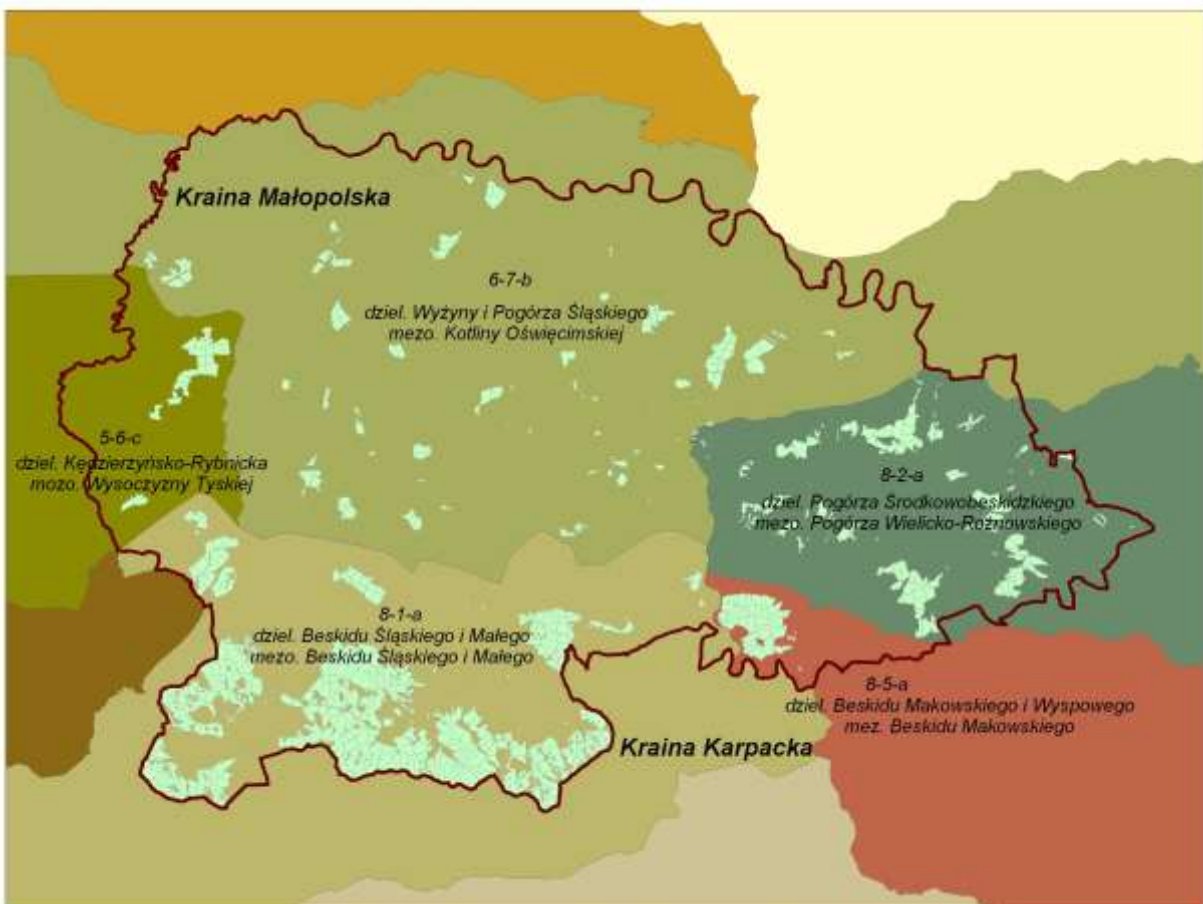 Kraina Małopolska
6-7-b
dziel. Wyżyny i Pogórza Śląskiego
mezo. Kotliny Oświęcimskiej
5-6-c
dziel. Kędzierzyńsko-Rybnicka
mozo. Wysoczyzny Tyskiej
8-2-a
dziel. Pogórza Środkowobeskidzkiego
mezo. Pogórza Wielicko-Rożnowskiego
8-1-a
dziel. Beskidu Śląskiego i Małego
mezo. Beskidu Śląskiego i Małego
8-5-a
dziel. Beskidu Makowskiego i Wyspowego
mez. Beskidu Makowskiego
Kraina Karpacka